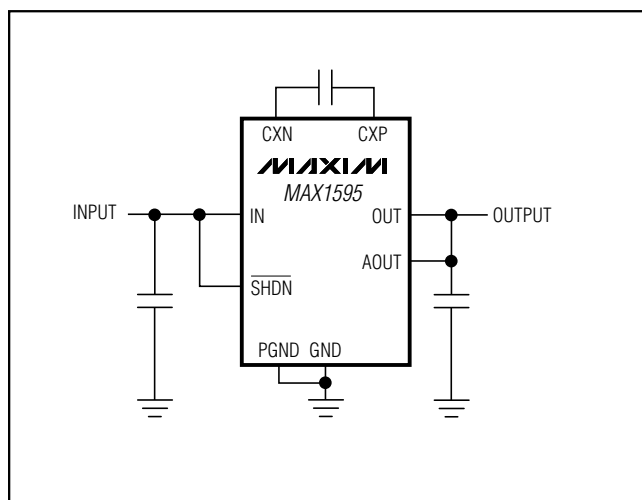 CXN CXP
MAXIM
MAX1595
INPUT IN OUT OUTPUT
AOUT
SHDN
PGND GND